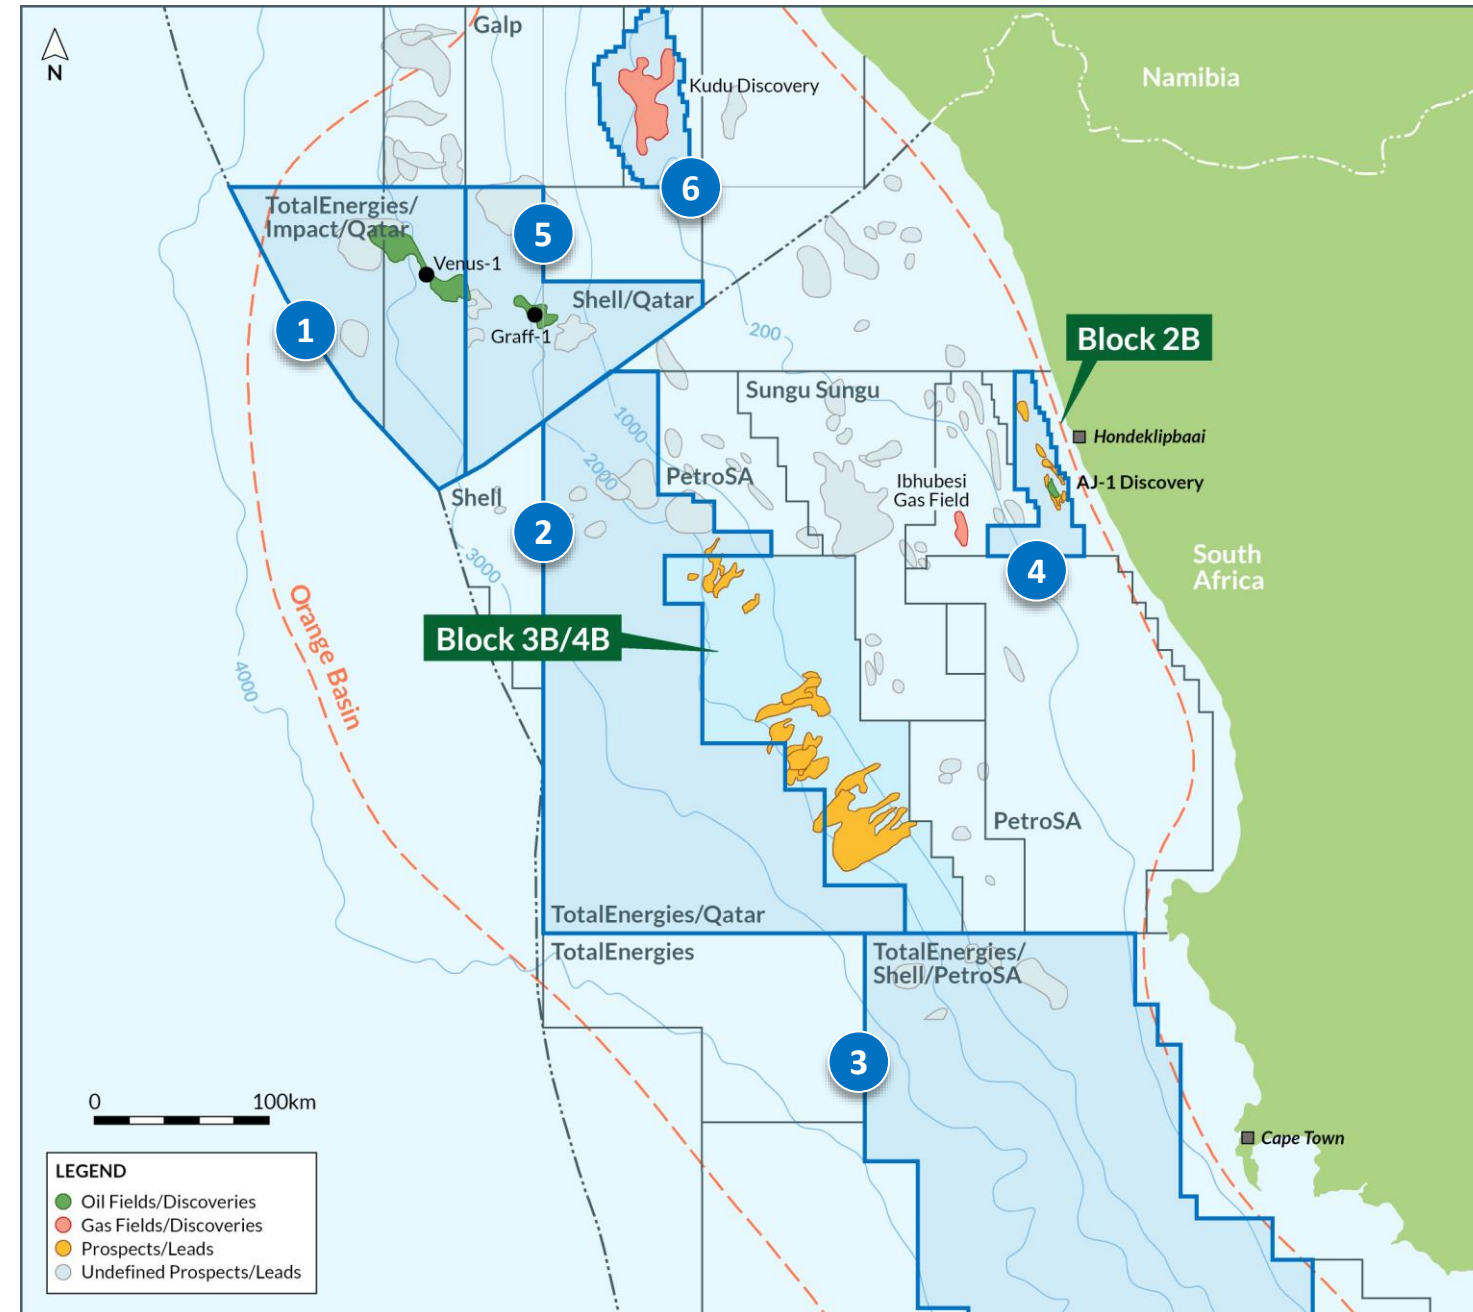 Galp
N
Kudu Discovery
Namibia
6
TotalEnergies/
Impact/Qatar
5
Venus-1
Shell/Qatar
1
Graff-1
200
Block 2B
Sungu Sungu
1000
Hondeklipbaai
2000
PetroSA
Ibhubesi
Gas Field
AJ-1 Discovery
Shell
2
3000
4
South
Africa
Orange Basin
Block 3B/4B
4000
PetroSA
TotalEnergies/Qatar
TotalEnergies
TotalEnergies/
Shell/PetroSA
3
0 100km
Cape Town
LEGEND
Oil Fields/Discoveries
Gas Fields/Discoveries
Prospects/Leads
Undefined Prospects/Leads